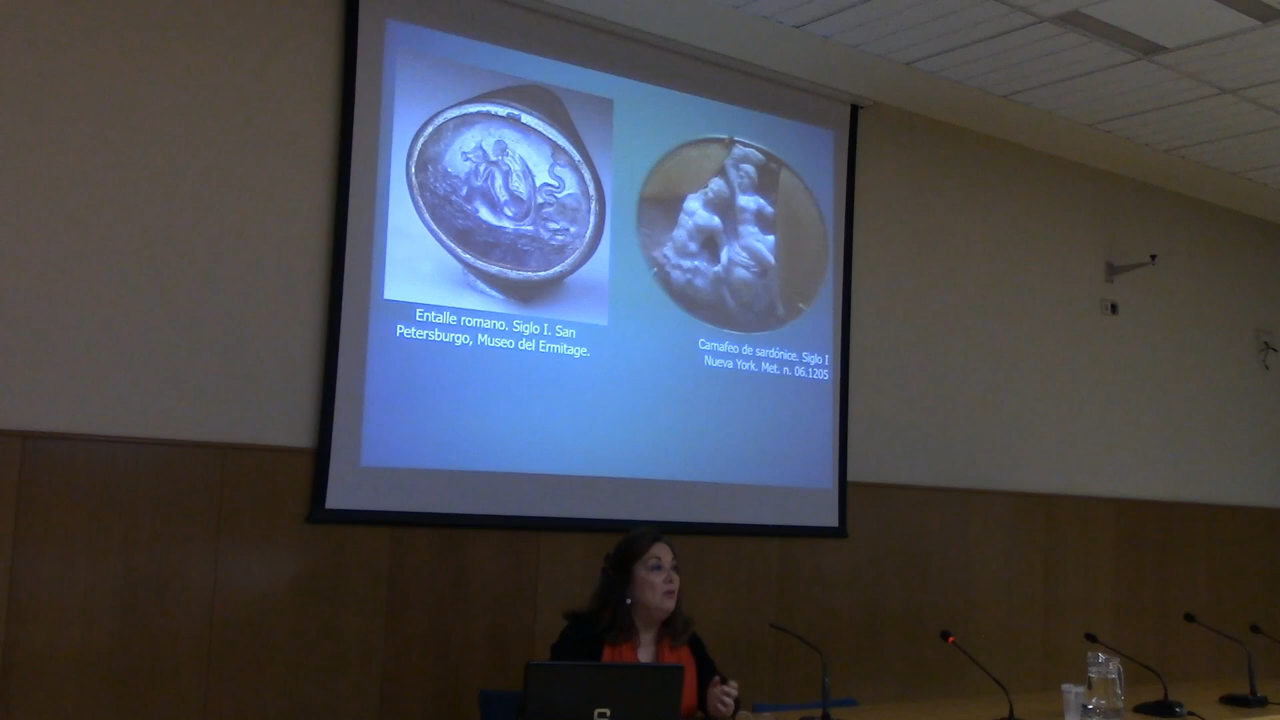 Entalle romano. Siglo I. San
Petersburgo, Museo del Ermitage.
Camafeo de sardónice. Siglo I
Nueva York. Met. n. 06.1205